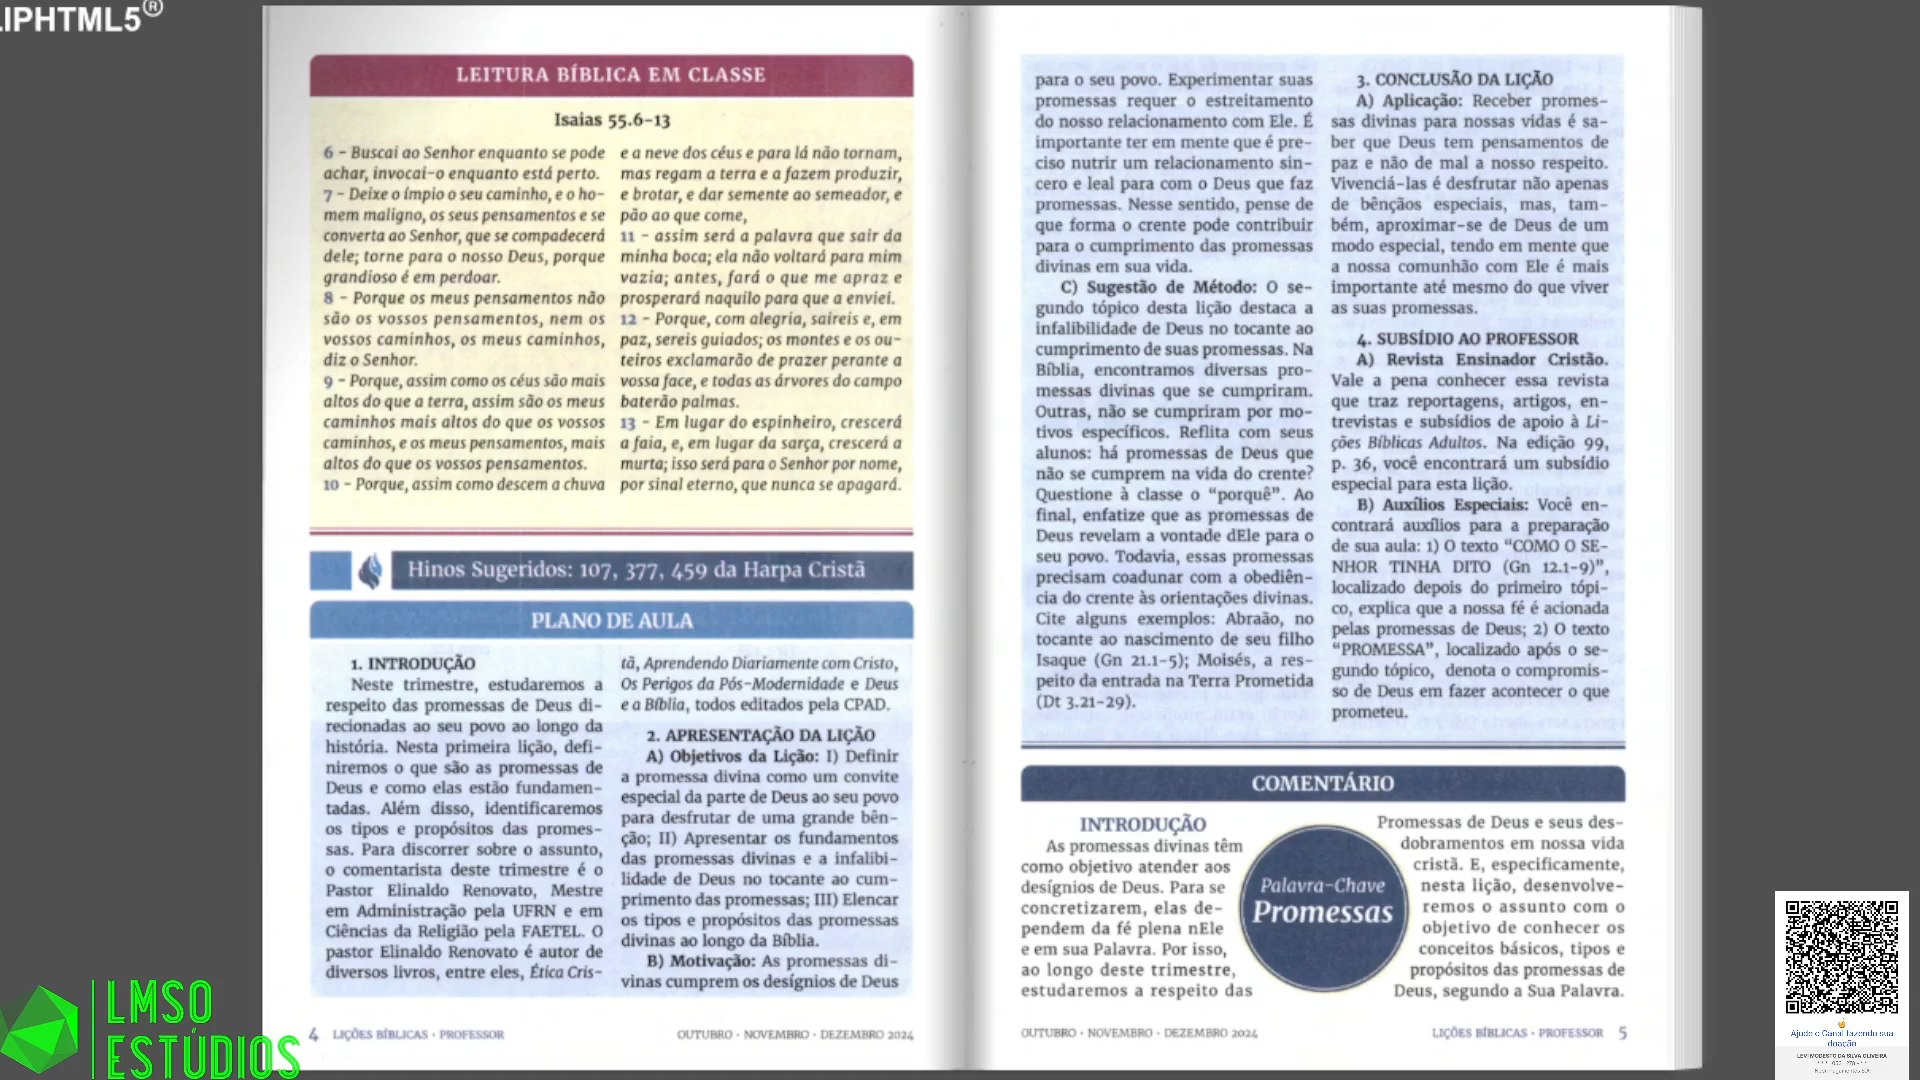 LIPHTML5®
LEITURA BÍBLICA EM CLASSE
Isaias 55.6-13
6 - Buscai ao Senhor enquanto se pode
achar, invocai-o enquanto está perto.
7 - Deixe o ímpio o seu caminho, e o ho-
mem maligno, os seus pensamentos e se
converta ao Senhor, que se compadecerá
dele; torne para o nosso Deus, porque
grandioso é em perdoar.
8 - Porque os meus pensamentos não
são os vossos pensamentos, nem os
vossos caminhos, os meus caminhos,
diz o Senhor.
9 - Porque, assim como os céus são mais
altos do que a terra, assim são os meus
caminhos mais altos do que os vossos
caminhos, e os meus pensamentos, mais
altos do que os vossos pensamentos.
10 - Porque, assim como descem a chuva
e a neve dos céus e para lá não tornam,
mas regam a terra e a fazem produzir,
e brotar, e dar semente ao semeador, e
pão ao que come,
11 - assim será a palavra que sair da
minha boca; ela não voltará para mim
vazia; antes, fará o que me apraz e
prosperará naquilo para que a enviei.
12 - Porque, com alegria, saireis e, em
paz, sereis guiados; os montes e os ou-
teiros exclamarão de prazer perante a
vossa face, e todas as árvores do campo
baterão palmas.
13 - Em lugar do espinheiro, crescerá
a faia, e, em lugar da sarça, crescerá a
murta; isso será para o Senhor por nome,
por sinal eterno, que nunca se apagará.
Hinos Sugeridos: 107, 377, 459 da Harpa Cristã
PLANO DE AULA
1. INTRODUÇÃO
Neste trimestre, estudaremos a
respeito das promessas de Deus di-
recionadas ao seu povo ao longo da
história. Nesta primeira lição, defi-
niremos o que são as promessas de
Deus e como elas estão fundamen-
tadas. Além disso, identificaremos
os tipos e propósitos das promes-
sas. Para discorrer sobre o assunto,
o comentarista deste trimestre é o
Pastor Elinaldo Renovato, Mestre
em Administração pela UFRN e em
Ciências da Religião pela FAETEL. O
pastor Elinaldo Renovato é autor de
diversos livros, entre eles, Ética Cris-
tã, Aprendendo Diariamente com Cristo,
Os Perigos da Pós-Modernidade e Deus
e a Bíblia, todos editados pela CPAD.
2. APRESENTAÇÃO DA LIÇÃO
A) Objetivos da Lição: I) Definir
a promessa divina como um convite
especial da parte de Deus ao seu povo
para desfrutar de uma grande bên-
ção; II) Apresentar os fundamentos
das promessas divinas e a infalibi-
lidade de Deus no tocante ao cum-
primento das promessas; III) Elencar
os tipos e propósitos das promessas
divinas ao longo da Bíblia.
B) Motivação: As promessas di-
vinas cumprem os desígnios de Deus
4 LIÇÕES BÍBLICAS · PROFESSOR
OUTUBRO · NOVEMBRO · DEZEMBRO 2024
para o seu povo. Experimentar suas
promessas requer o estreitamento
do nosso relacionamento com Ele. É
importante ter em mente que é pre-
ciso nutrir um relacionamento sin-
cero e leal para com o Deus que faz
promessas. Nesse sentido, pense de
que forma o crente pode contribuir
para o cumprimento das promessas
divinas em sua vida.
C) Sugestão de Método: O se-
gundo tópico desta lição destaca a
infalibilidade de Deus no tocante ao
cumprimento de suas promessas. Na
Bíblia, encontramos diversas pro-
messas divinas que se cumpriram.
Outras, não se cumpriram por mo-
tivos específicos. Reflita com seus
alunos: há promessas de Deus que
não se cumprem na vida do crente?
Questione à classe o “porquê”. Ao
final, enfatize que as promessas de
Deus revelam a vontade dEle para o
seu povo. Todavia, essas promessas
precisam coadunar com a obediên-
cia do crente às orientações divinas.
Cite alguns exemplos: Abraão, no
tocante ao nascimento de seu filho
Isaque (Gn 21.1-5); Moisés, a res-
peito da entrada na Terra Prometida
(Dt 3.21-29).
3. CONCLUSÃO DA LIÇÃO
A) Aplicação: Receber promes-
sas divinas para nossas vidas é sa-
ber que Deus tem pensamentos de
paz e não de mal a nosso respeito.
Vivenciá-las é desfrutar não apenas
de bênçãos especiais, mas, tam-
bém, aproximar-se de Deus de um
modo especial, tendo em mente que
a nossa comunhão com Ele é mais
importante até mesmo do que viver
as suas promessas.
4. SUBSÍDIO AO PROFESSOR
A) Revista Ensinador Cristão.
Vale a pena conhecer essa revista
que traz reportagens, artigos, en-
trevistas e subsídios de apoio à Li-
ções Bíblicas Adultos. Na edição 99,
p. 36, você encontrará um subsídio
especial para esta lição.
B) Auxílios Especiais: Você en-
contrará auxílios para a preparação
de sua aula: 1) O texto “COMO O SE-
NHOR TINHA DITO (Gn 12.1-9)”,
localizado depois do primeiro tópi-
co, explica que a nossa fé é acionada
pelas promessas de Deus; 2) O texto
“PROMESSA”, localizado após o se-
gundo tópico, denota o compromis-
so de Deus em fazer acontecer o que
prometeu.
COMENTÁRIO
INTRODUÇÃO
As promessas divinas têm
como objetivo atender aos
desígnios de Deus. Para se
concretizarem, elas de-
pendem da fé plena nEle
e em sua Palavra. Por isso,
ao longo deste trimestre,
estudaremos a respeito das
Palavra-Chave
Promessas
Promessas de Deus e seus des-
dobramentos em nossa vida
cristã. E, especificamente,
nesta lição, desenvolve-
remos o assunto com o
objetivo de conhecer os
conceitos básicos, tipos e
propósitos das promessas de
Deus, segundo a Sua Palavra.
OUTUBRO · NOVEMBRO · DEZEMBRO 2024
LIÇÕES BÍBLICAS · PROFESSOR 5
LMSO
ESTÚDIOS
Ajude o Canal fazendo sua
doação
LEVI MODESTO DA SILVA OLIVEIRA